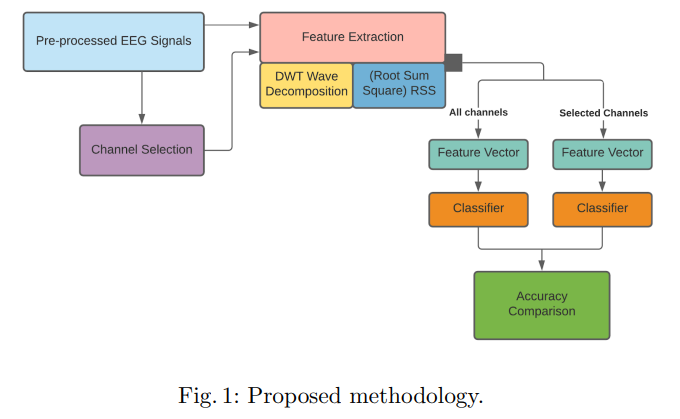 Pre-processed EEG Signals
Feature Extraction
DWT Wave
Decomposition
(Root Sum
Square) RSS
Channel Selection
All channels
Selected Channels
Feature Vector
Feature Vector
Classifier
Classifier
Accuracy
Comparison
Fig. 1: Proposed methodology.